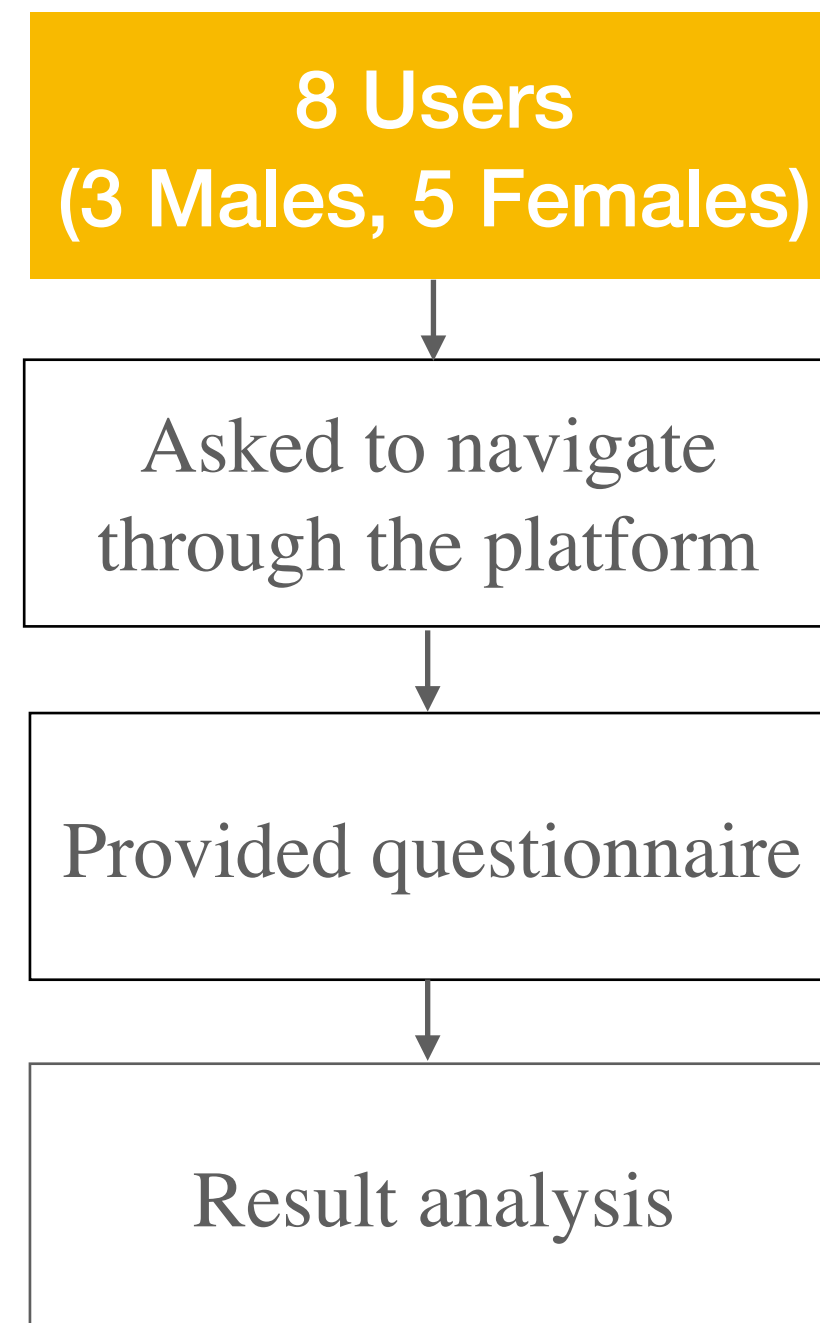 8 Users
(3 Males, 5 Females)
Asked to navigate
through the platform
Provided questionnaire
Result analysis